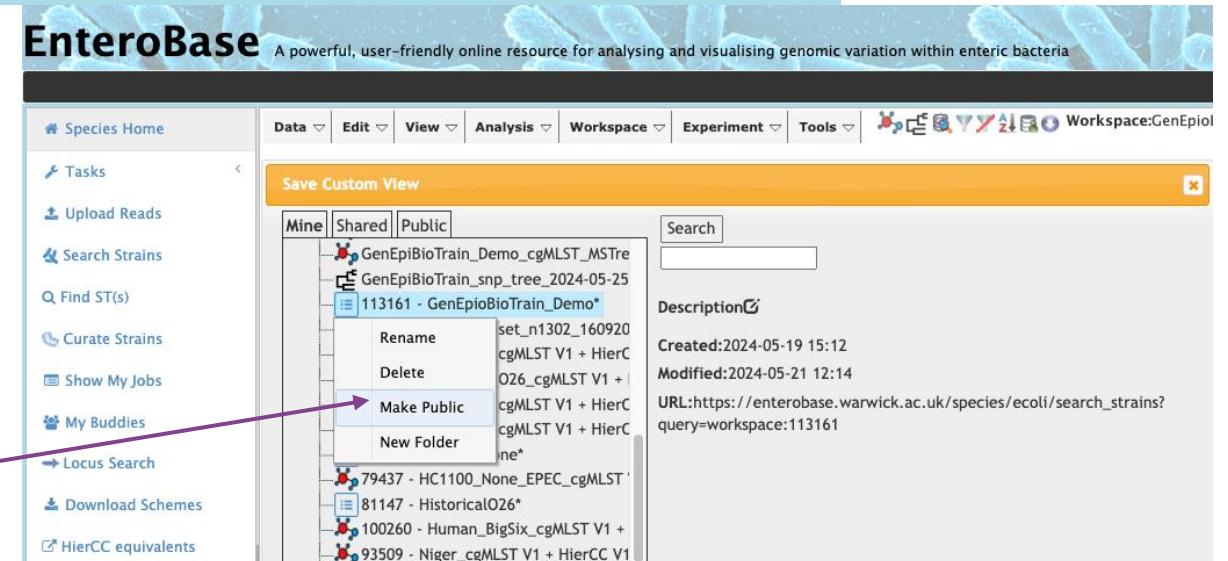 EnteroBase A powerful, user-friendly online resource for analysing and visualising genomic variation within enteric bacteria
Data Edit View Analysis Workspace Experiment Tools Workspace:GenEpiol
Species Home
Tasks
Upload Reads
Search Strains
Find ST(s)
Curate Strains
Show My Jobs
My Buddies
Locus Search
Download Schemes
HierCC equivalents
Save Custom View
Mine Shared Public
GenEpiBioTrain_Demo_cgMLST_MSTre
GenEpiBioTrain_snp_tree_2024-05-25
113161 - GenEpioBioTrain_Demo*
set_n1302_160920
cgMLST V1 + HierC
O26_cgMLST V1 +
cgMLST V1 + HierC
cgMLST V1 + HierC
ne*
79437 - HC1100_None_EPEC_cgMLST
81147 - HistoricalO26*
100260 - Human_BigSix_cgMLST V1 +
93509 - Niger_cgMLST V1 + HierCC V1
Rename
Delete
Make Public
New Folder
Search
Description
Created:2024-05-19 15:12
Modified:2024-05-21 12:14
URL:https://enterobase.warwick.ac.uk/species/ecoli/search_strains?
query=workspace:113161